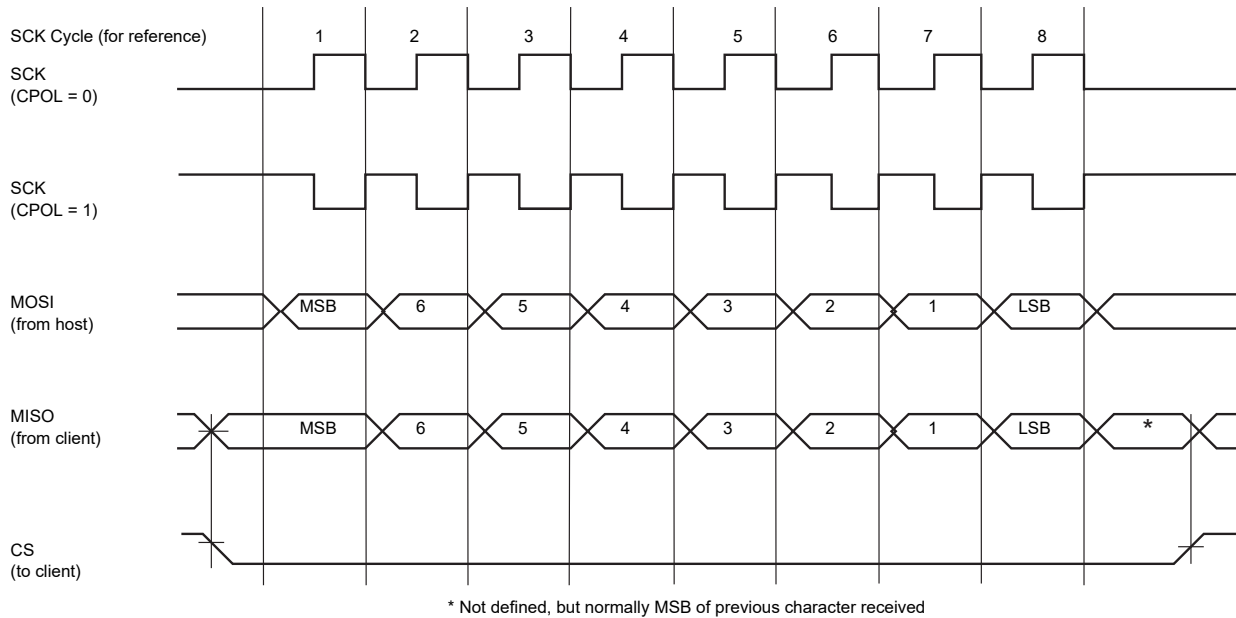 SCK Cycle (for reference) 1 2 3 4 5 6 7 8
SCK
(CPOL = 0)
SCK
(CPOL = 1)
MOSI
(from host)
MSB 6 5 4 3 2 1 LSB
MISO
(from client)
MSB 6 5 4 3 2 1 LSB *
CS
(to client)
* Not defined, but normally MSB of previous character received